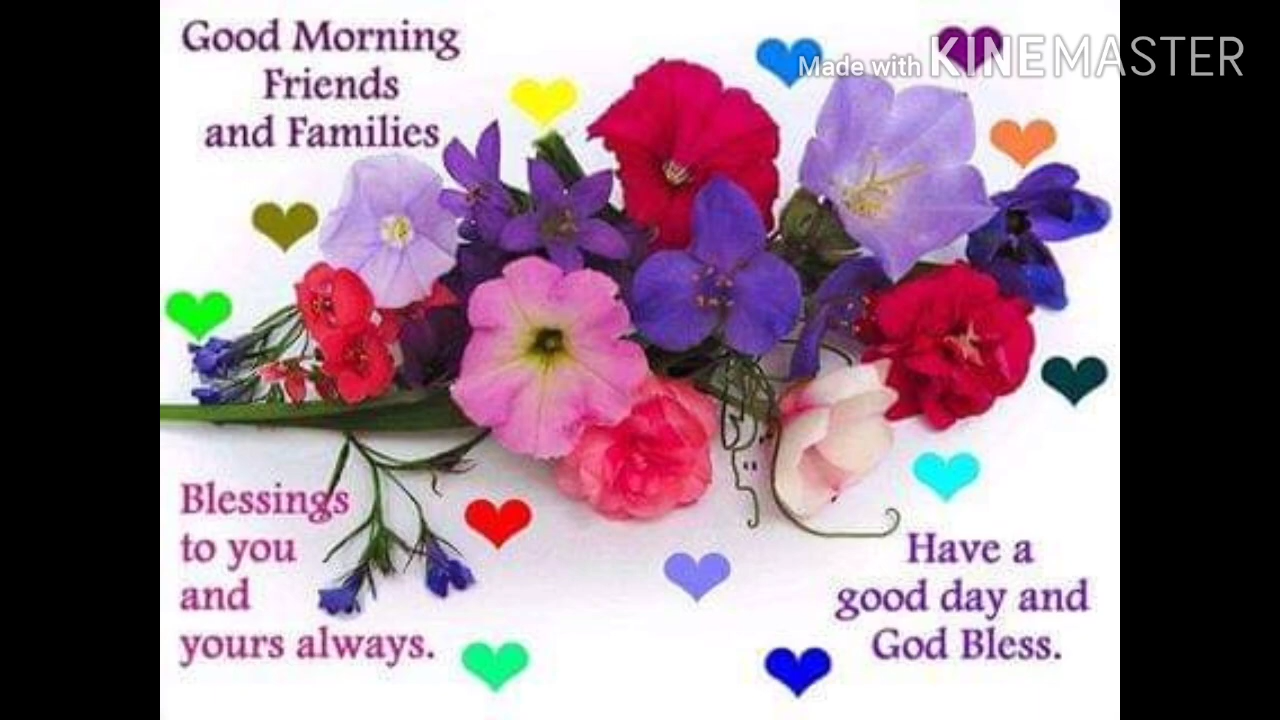 Good Morning
Friends
and Families
Made with KINEMASTER
Blessings
to you
and
yours always.
Have a
good day and
God Bless.